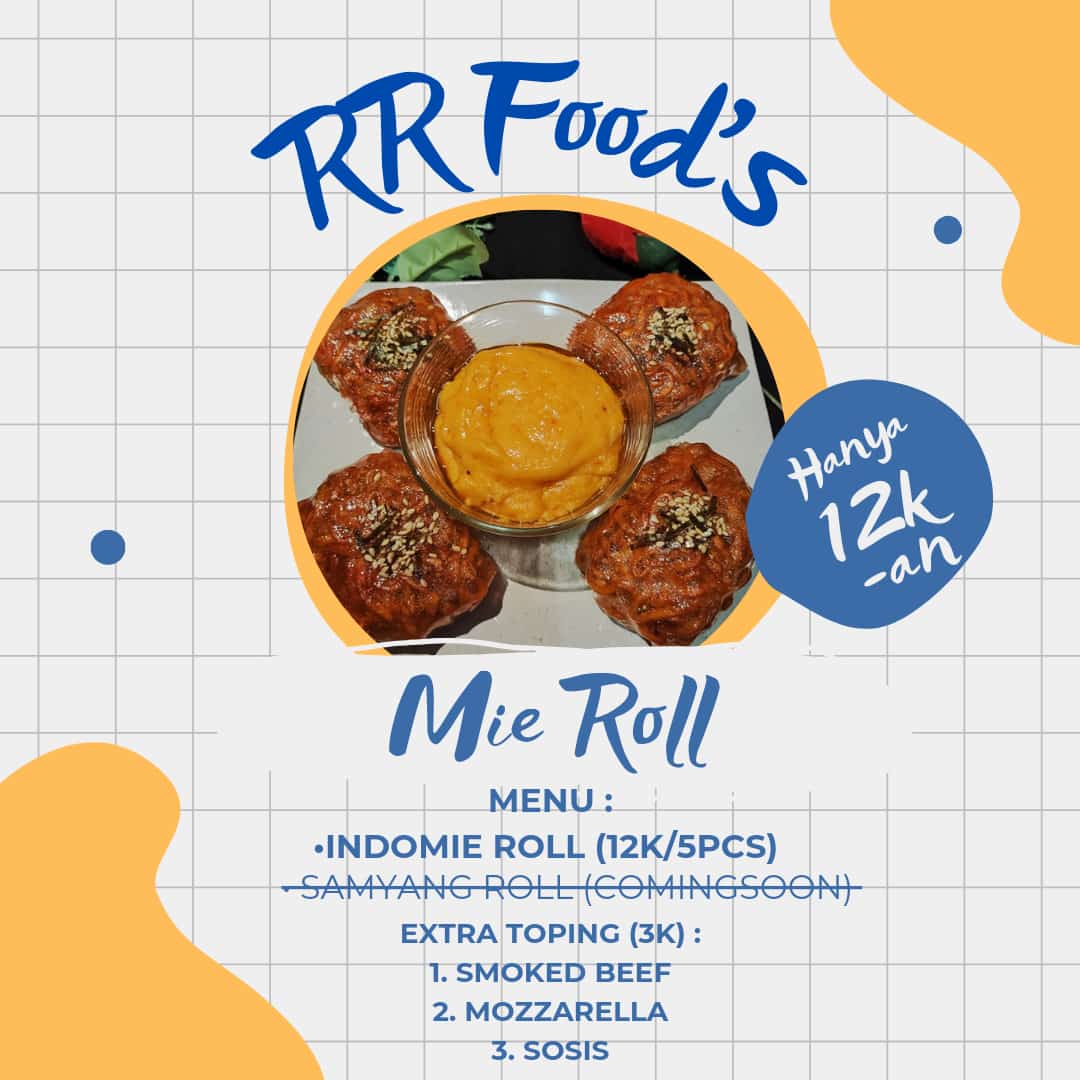 RR Food's
Hanya
12k
-an
Mie Roll
MENU :
•INDOMIE ROLL (12K/5PCS)
• SAMYANG ROLL (COMINGSOON)
EXTRA TOPING (3K) :
1. SMOKED BEEF
2. MOZZARELLA
3. SOSIS